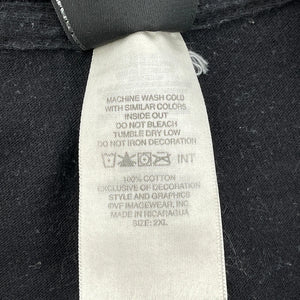 MACHINE WASH COLD
WITH SIMILAR COLORS
INSIDE OUT
DO NOT BLEACH
TUMBLE DRY LOW
DO NOT IRON DECORATION
INT
100% COTTON
EXCLUSIVE OF DECORATION
STYLE AND GRAPHICS
©VF IMAGEWEAR, INC.
MADE IN NICARAGUA
SIZE: 2XL